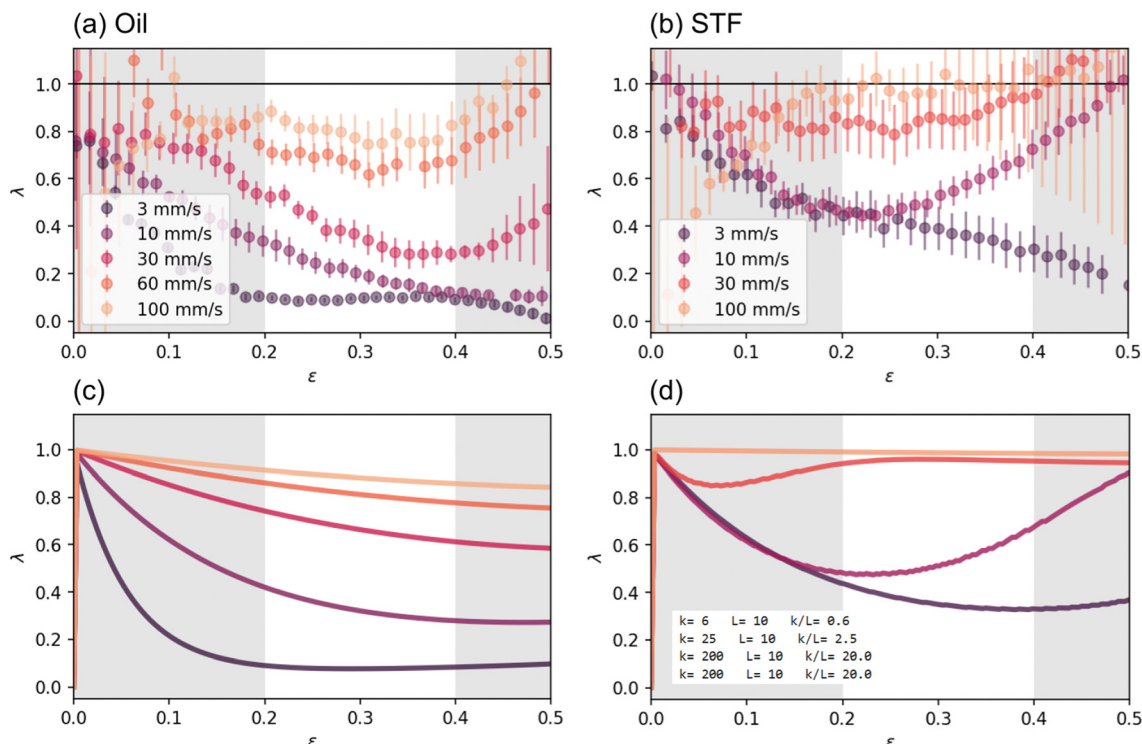 (a) Oil
(b) STF
λ
1.0
0.8
0.6
0.4
0.2
0.0
3 mm/s
10 mm/s
30 mm/s
60 mm/s
100 mm/s
0.0 0.1 0.2 0.3 0.4 0.5
ε
λ
1.0
0.8
0.6
0.4
0.2
0.0
3 mm/s
10 mm/s
30 mm/s
100 mm/s
0.0 0.1 0.2 0.3 0.4 0.5
ε
(c)
(d)
λ
1.0
0.8
0.6
0.4
0.2
0.0
0.0 0.1 0.2 0.3 0.4 0.5
ε
λ
1.0
0.8
0.6
0.4
0.2
0.0
k= 6 L= 10 k/L= 0.6
k= 25 L= 10 k/L= 2.5
k= 200 L= 10 k/L= 20.0
k= 200 L= 10 k/L= 20.0
0.0 0.1 0.2 0.3 0.4 0.5
ε